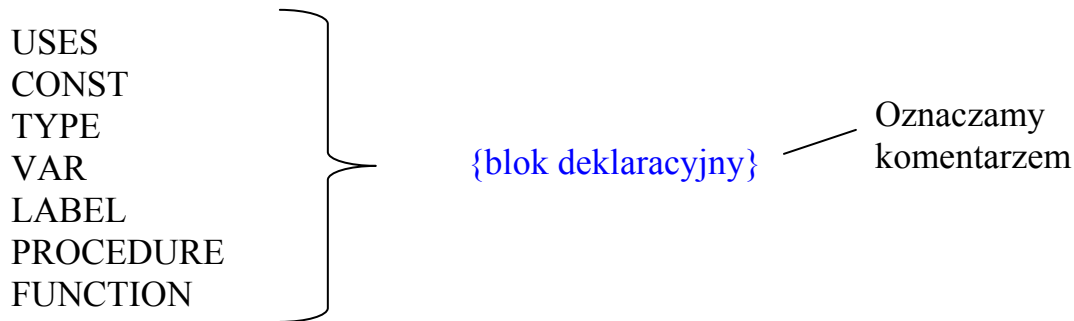 USES
CONST
TYPE
VAR
LABEL
PROCEDURE
FUNCTION
{blok deklaracyjny}
Oznaczamy
komentarzem